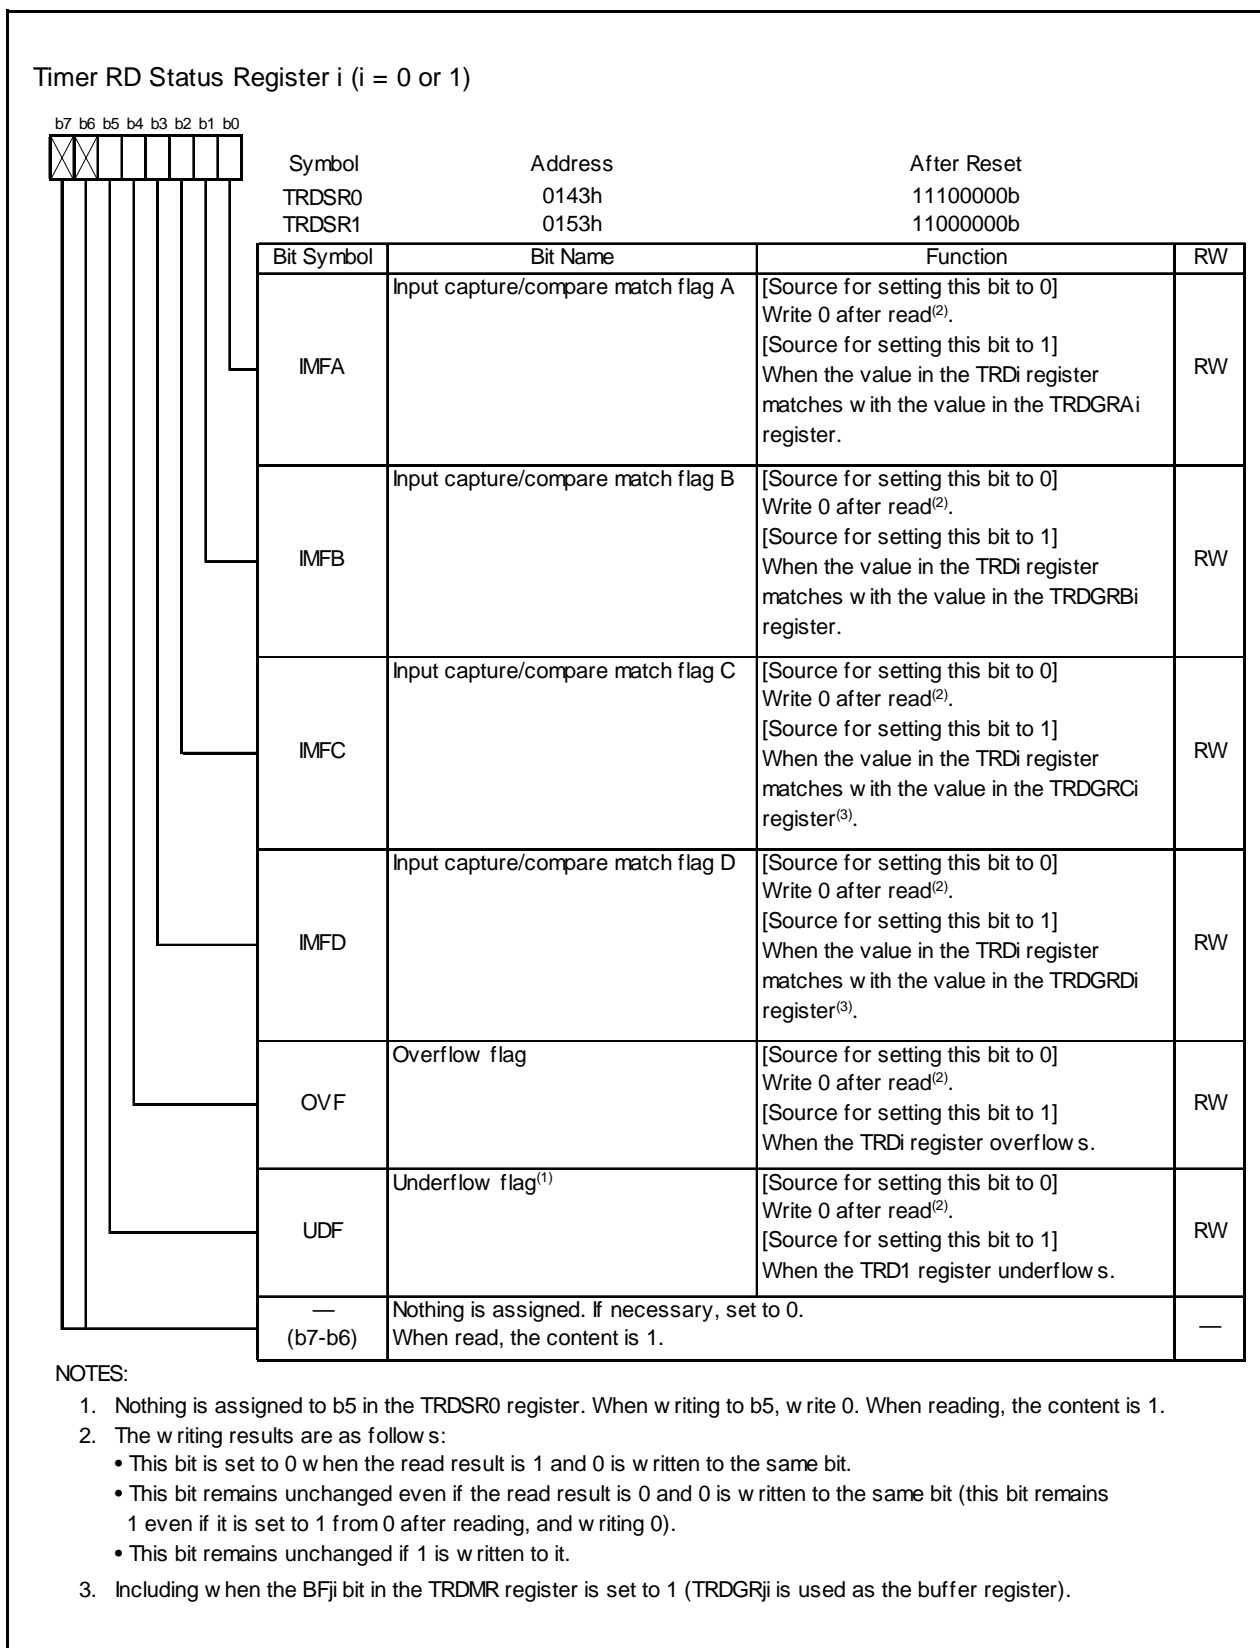 Timer RD Status Register i (i = 0 or 1)
b7 b6 b5 b4 b3 b2 b1 b0
Symbol Address After Reset
TRDSR0 0143h 11100000b
TRDSR1 0153h 11000000b
Bit Symbol Bit Name Function RW
IMFA Input capture/compare match flag A [Source for setting this bit to 0]
Write 0 after read(2).
[Source for setting this bit to 1]
When the value in the TRDi register
matches with the value in the TRDGRAi
register.
RW
IMFB Input capture/compare match flag B [Source for setting this bit to 0]
Write 0 after read(2).
[Source for setting this bit to 1]
When the value in the TRDi register
matches with the value in the TRDGRBi
register.
RW
IMFC Input capture/compare match flag C [Source for setting this bit to 0]
Write 0 after read(2).
[Source for setting this bit to 1]
When the value in the TRDi register
matches with the value in the TRDGRCi
register(3).
RW
IMFD Input capture/compare match flag D [Source for setting this bit to 0]
Write 0 after read(2).
[Source for setting this bit to 1]
When the value in the TRDi register
matches with the value in the TRDGRDi
register(3).
RW
OVF Overflow flag [Source for setting this bit to 0]
Write 0 after read(2).
[Source for setting this bit to 1]
When the TRDi register overflows.
RW
UDF Underflow flag(1) [Source for setting this bit to 0]
Write 0 after read(2).
[Source for setting this bit to 1]
When the TRD1 register underflows.
RW
— Nothing is assigned. If necessary, set to 0.
(b7-b6) When read, the content is 1.
—
NOTES:
1. Nothing is assigned to b5 in the TRDSR0 register. When writing to b5, write 0. When reading, the content is 1.
2. The writing results are as follows:
• This bit is set to 0 when the read result is 1 and 0 is written to the same bit.
• This bit remains unchanged even if the read result is 0 and 0 is written to the same bit (this bit remains
1 even if it is set to 1 from 0 after reading, and writing 0).
• This bit remains unchanged if 1 is written to it.
3. Including when the BFji bit in the TRDMR register is set to 1 (TRDGRji is used as the buffer register).